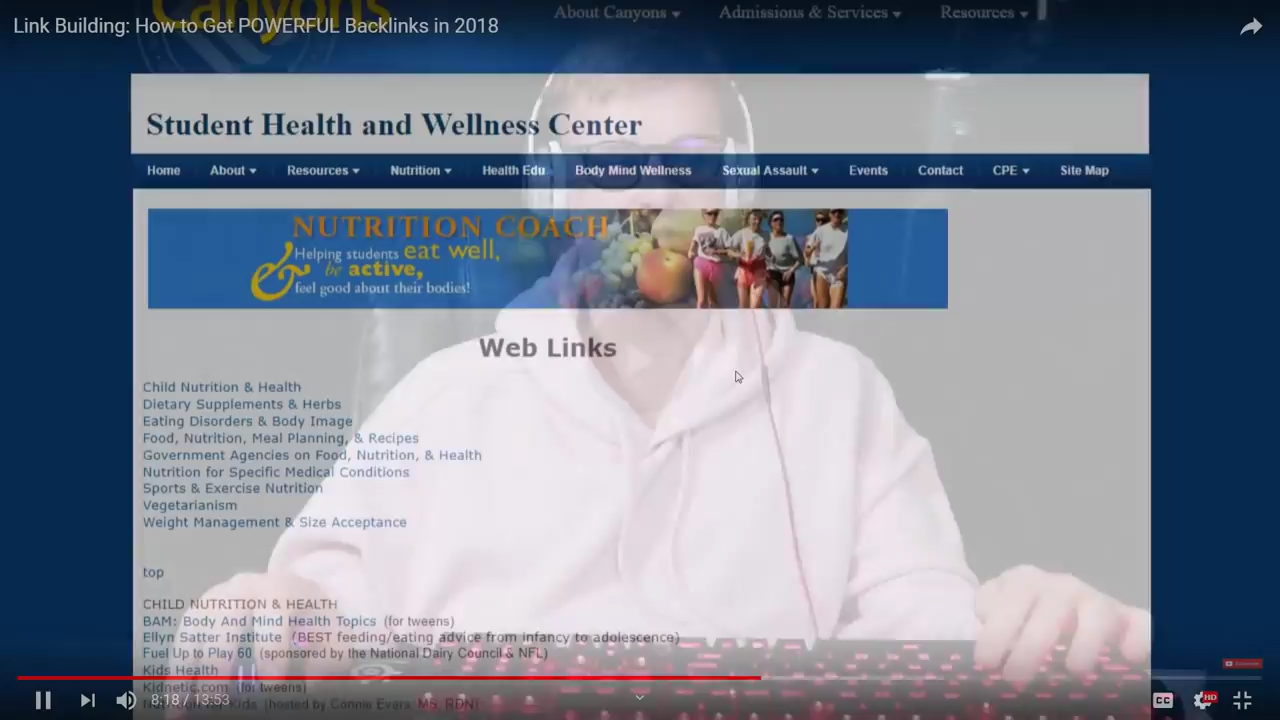 Canyons
About Canyons Admissions & Services Resources
Link Building: How to Get POWERFUL Backlinks in 2018
Student Health and Wellness Center
Home About Resources Nutrition Health Edu Body Mind Wellness Sexual Assault Events Contact CPE Site Map
NUTRITION COACH
Helping students eat well,
& be active,
feel good about their bodies!
Web Links
Child Nutrition & Health
Dietary Supplements & Herbs
Eating Disorders & Body Image
Food, Nutrition, Meal Planning, & Recipes
Government Agencies on Food, Nutrition, & Health
Nutrition for Specific Medical Conditions
Sports & Exercise Nutrition
Vegetarianism
Weight Management & Size Acceptance
top
CHILD NUTRITION & HEALTH
BAM: Body And Mind Health Topics (for tweens)
Ellyn Satter Institute (BEST feeding/eating advice from infancy to adolescence)
Fuel Up to Play 60 (sponsored by the National Dairy Council & NFL)
Kids Health
Kidnetic.com (for tweens)
Nutrition for Kids (hosted by Connie Evers, MS, RDN)
8:18 / 13:53
CC HD